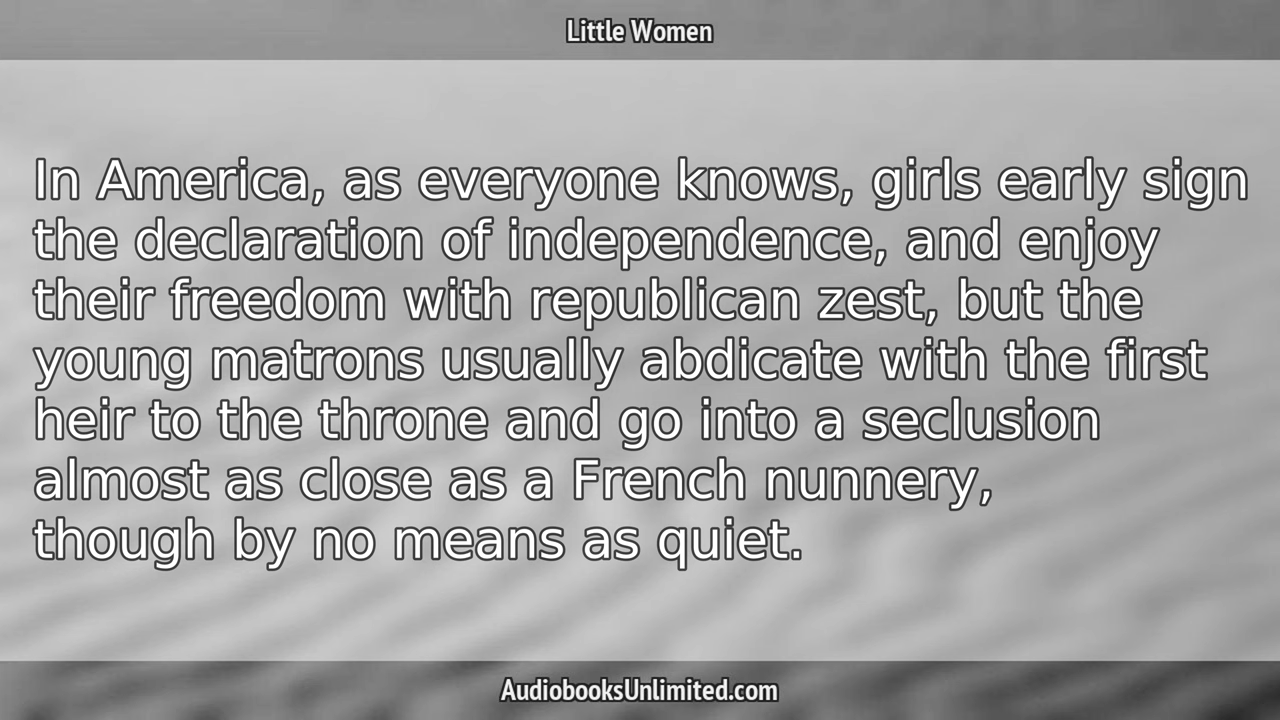 Little Women
In America, as everyone knows, girls early sign
the declaration of independence, and enjoy
their freedom with republican zest, but the
young matrons usually abdicate with the first
heir to the throne and go into a seclusion
almost as close as a French nunnery,
though by no means as quiet.
AudiobooksUnlimited.com